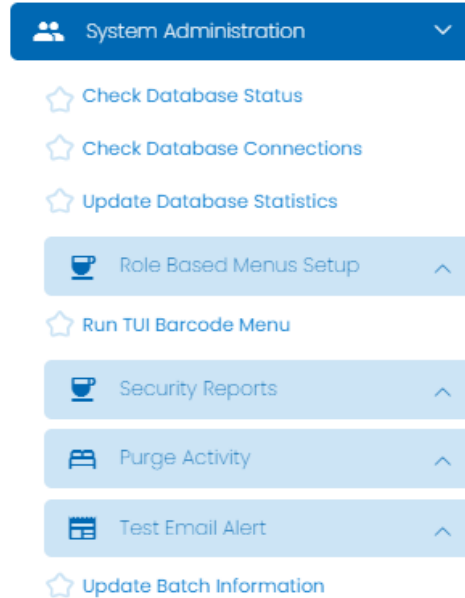 System Administration
Check Database Status
Check Database Connections
Update Database Statistics
Role Based Menus Setup
Run TUI Barcode Menu
Security Reports
Purge Activity
Test Email Alert
Update Batch Information